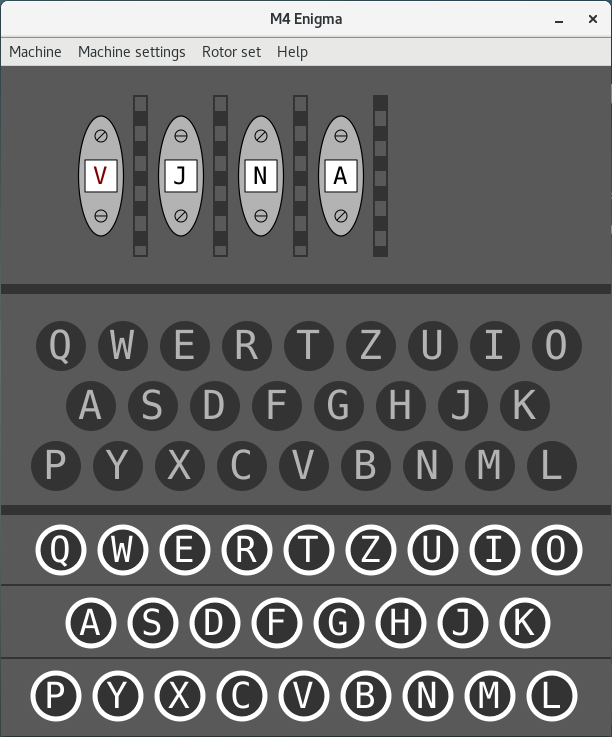 M4 Enigma
Machine Machine settings Rotor set Help
V J N A
Q W E R T Z U I O
A S D F G H J K
P Y X C V B N M L
Q W E R T Z U I O
A S D F G H J K
P Y X C V B N M L